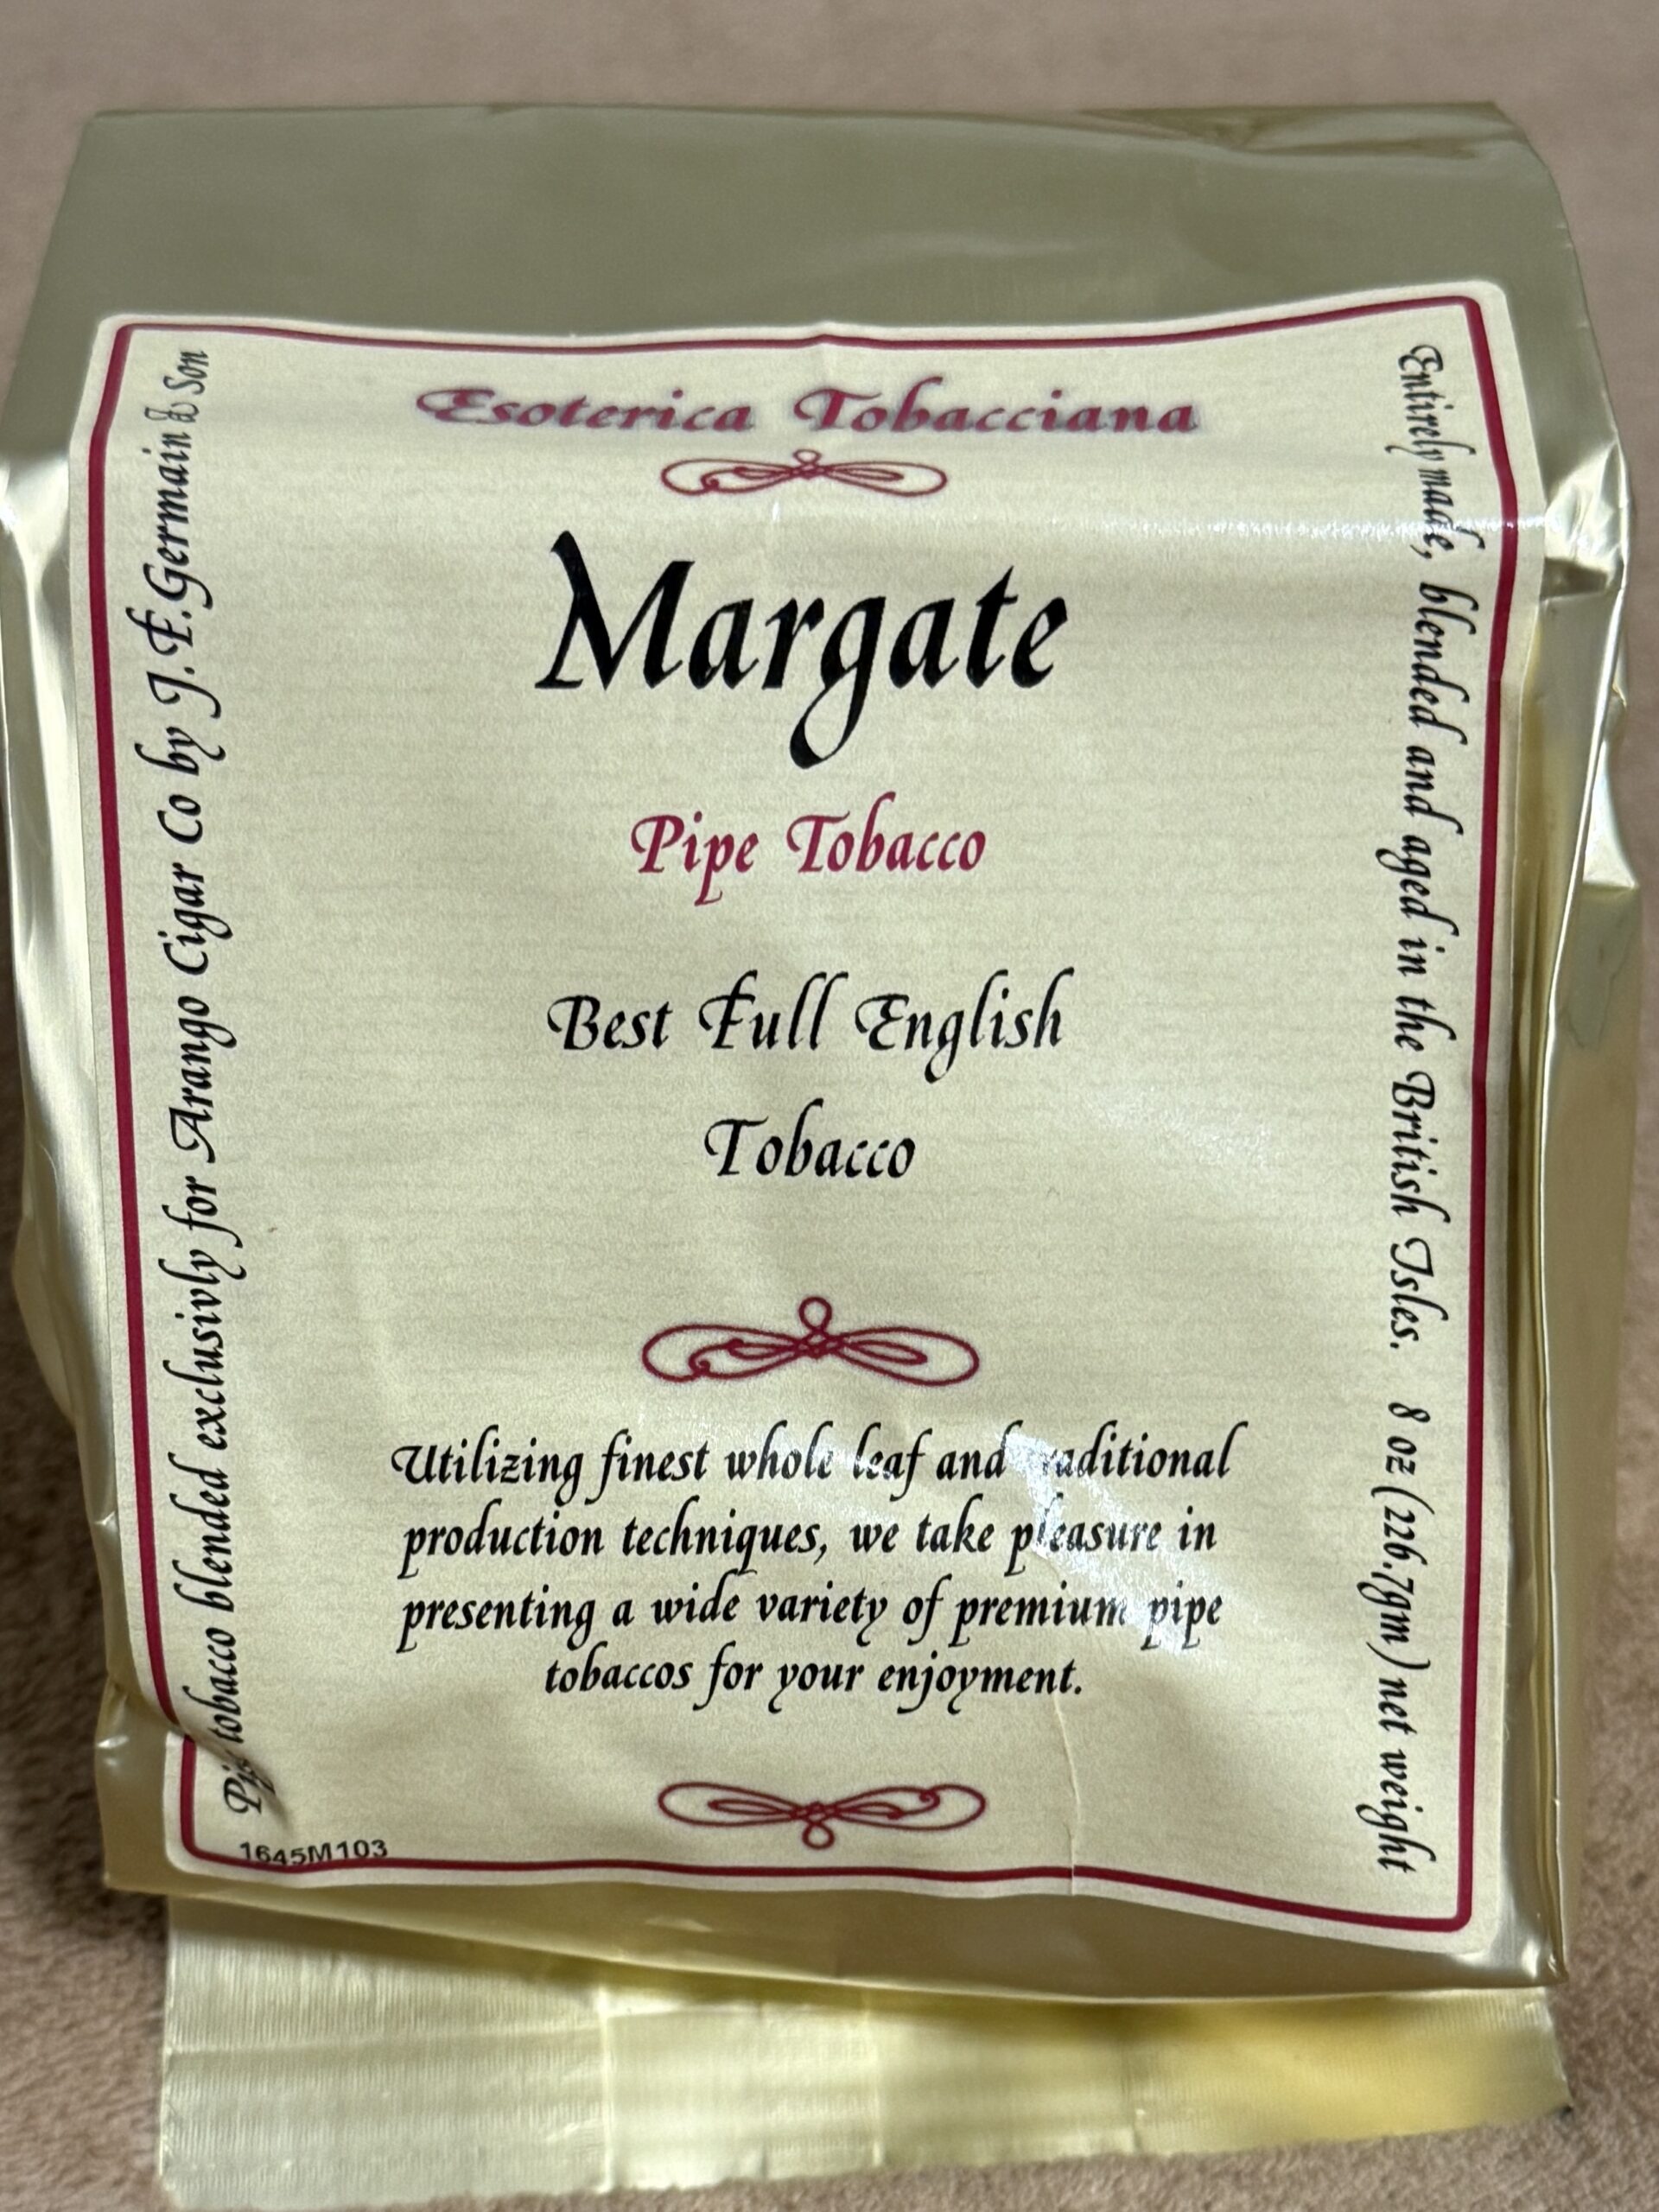 Esoterica Tobacciana
Margate
Pipe Tobacco
Best Full English
Tobacco
Utilizing finest whole leaf and traditional
production techniques, we take pleasure in
presenting a wide variety of premium pipe
tobaccos for your enjoyment.
Pipe tobacco blended exclusivly for Arango Cigar Co by J.F.Germain & Son
Entirely made, blended and aged in the British Isles. 8 oz (226.7gm) net weight
1645M103